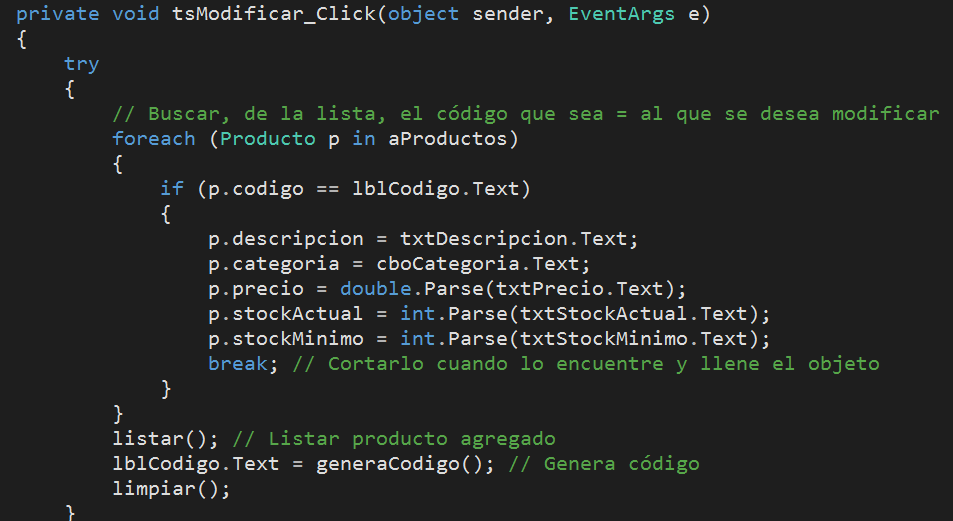 private void tsModificar_Click(object sender, EventArgs e)
{
try
{
// Buscar, de la lista, el código que sea = al que se desea modificar
foreach (Producto p in aProductos)
{
if (p.codigo == lblCodigo.Text)
{
p.descripcion = txtDescripcion.Text;
p.categoria = cboCategoria.Text;
p.precio = double.Parse(txtPrecio.Text);
p.stockActual = int.Parse(txtStockActual.Text);
p.stockMinimo = int.Parse(txtStockMinimo.Text);
break; // Cortarlo cuando lo encuentre y llene el objeto
}
}
listar(); // Listar producto agregado
lblCodigo.Text = generaCodigo(); // Genera código
limpiar();
}